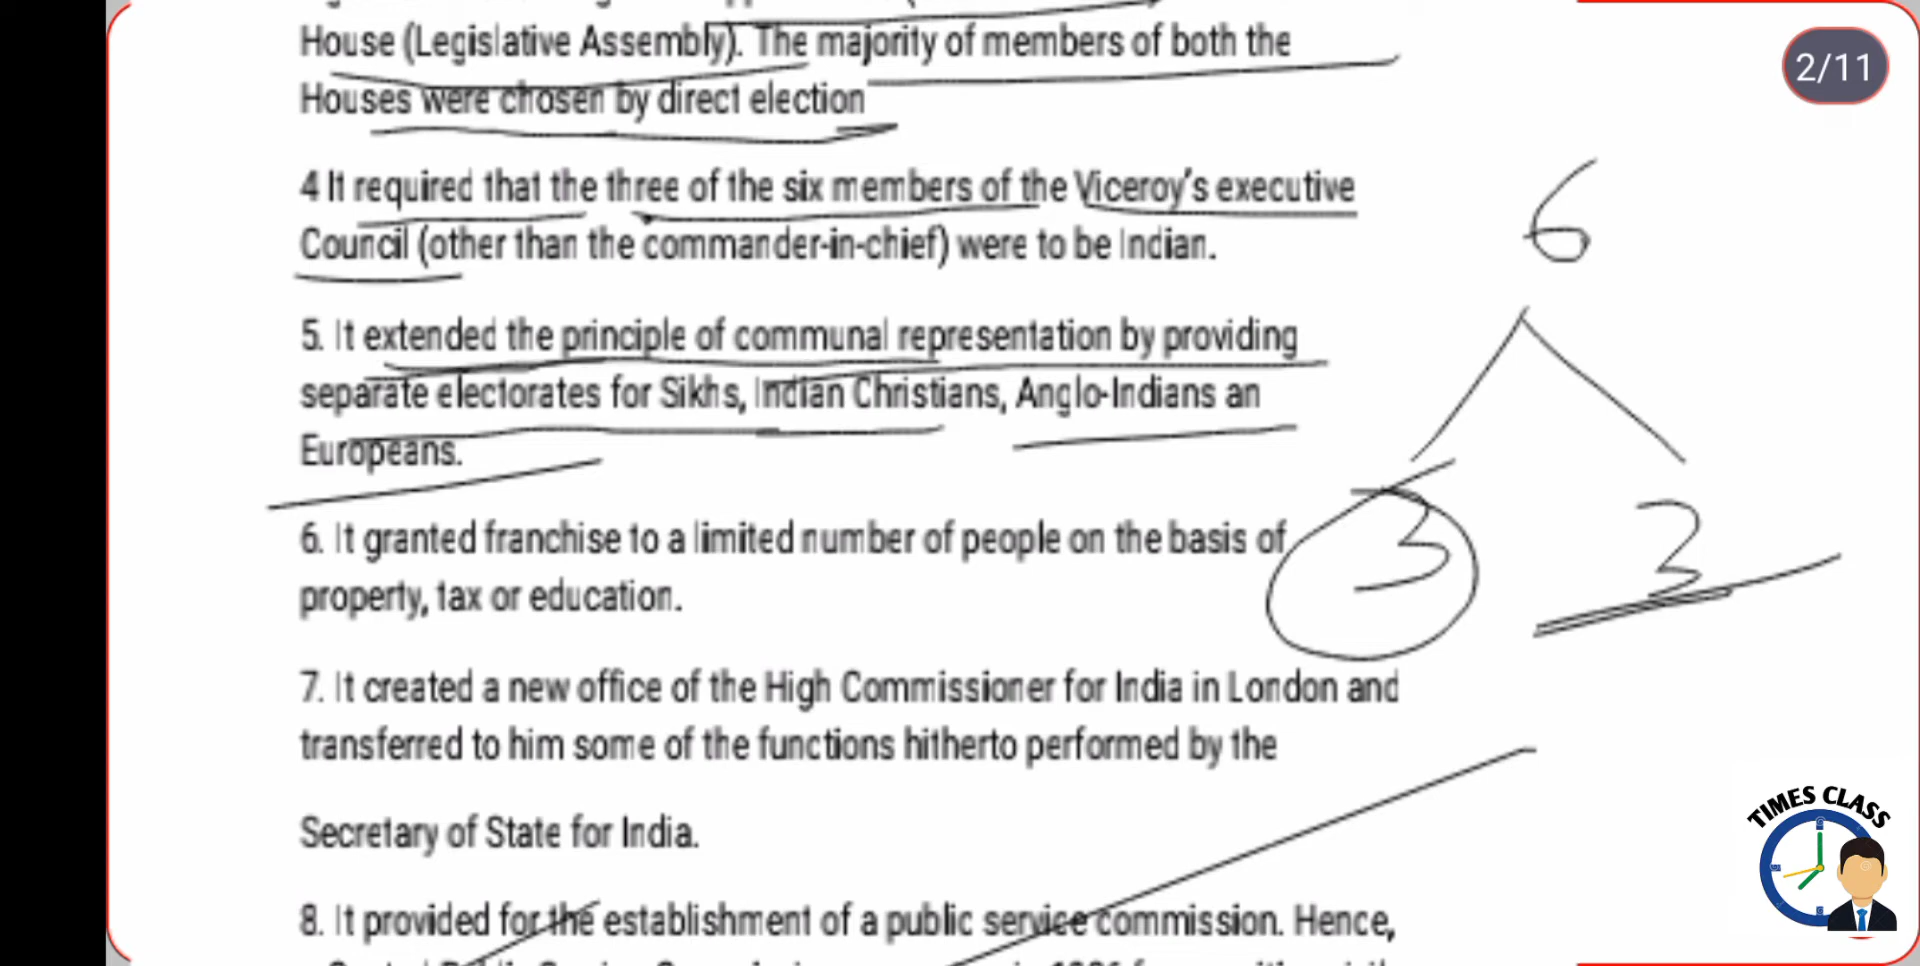 House (Legislative Assembly). The majority of members of both the
Houses were chosen by direct election
2/11
4 It required that the three of the six members of the Viceroy's executive
Council (other than the commander-in-chief) were to be Indian.
6
5. It extended the principle of communal representation by providing
separate electorates for Sikhs, Indian Christians, Anglo-Indians an
Europeans.
3 3
6. It granted franchise to a limited number of people on the basis of
property, tax or education.
7. It created a new office of the High Commissioner for India in London and
transferred to him some of the functions hitherto performed by the
Secretary of State for India.
TIMES CLASS
8. It provided for the establishment of a public service commission. Hence,